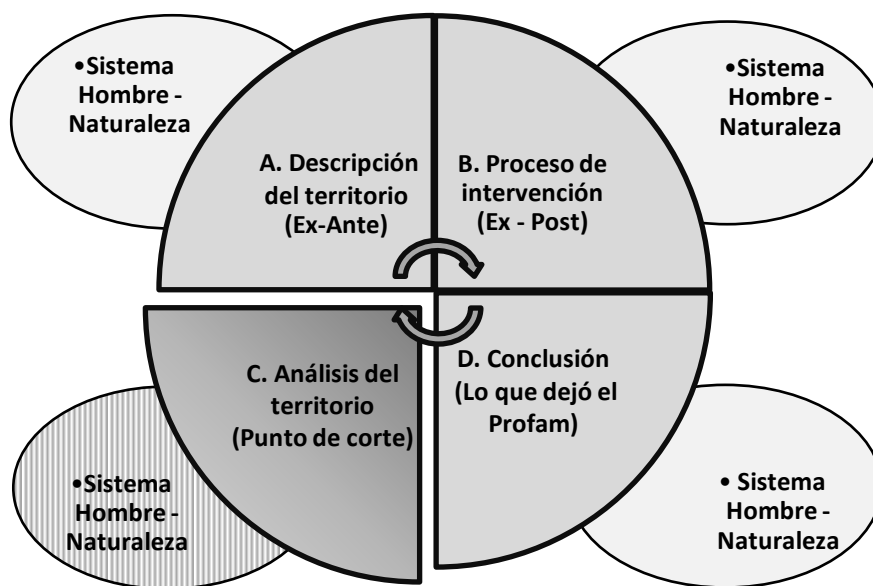 •Sistema
Hombre -
Naturaleza
•Sistema
Hombre -
Naturaleza
A. Descripción
del territorio
(Ex-Ante)
B. Proceso de
intervención
(Ex - Post)
C. Análisis del
territorio
(Punto de corte)
D. Conclusión
(Lo que dejó el
Profam)
•Sistema
Hombre -
Naturaleza
• Sistema
Hombre -
Naturaleza